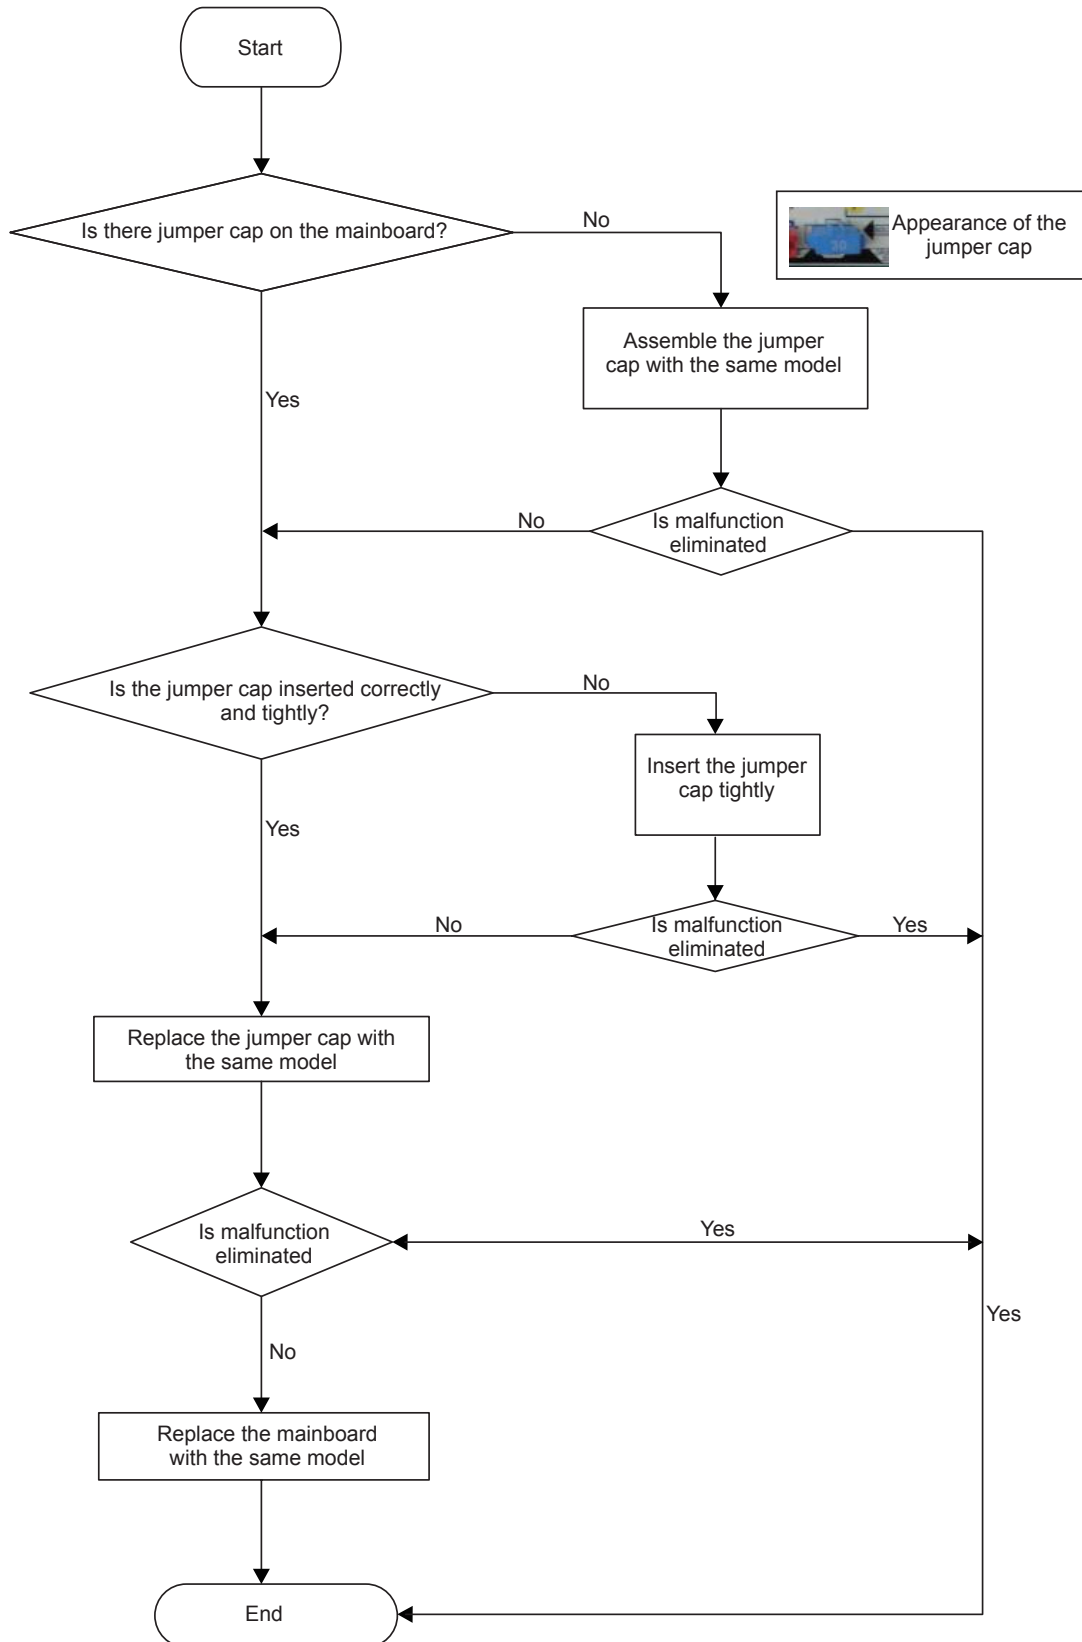 Start
Is there jumper cap on the mainboard?
No
30
Appearance of the
jumper cap
Assemble the jumper
cap with the same model
Yes
No
Is malfunction
eliminated
Is the jumper cap inserted correctly
and tightly?
No
Insert the jumper
cap tightly
Yes
No
Is malfunction
eliminated
Yes
Replace the jumper cap with
the same model
Is malfunction
eliminated
Yes
Yes
No
Replace the mainboard
with the same model
End